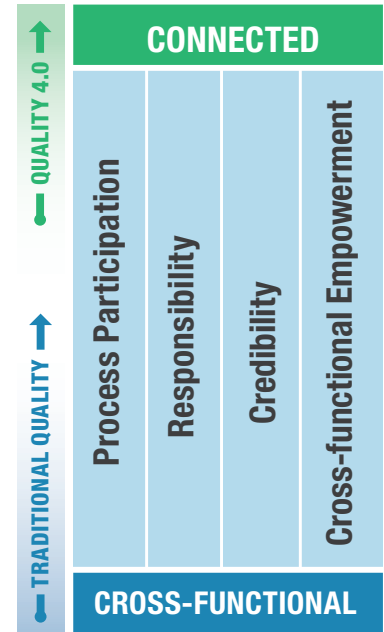 CONNECTED
QUALITY 4.0
TRADITIONAL QUALITY
Process Participation
Responsibility
Credibility
Cross-functional Empowerment
CROSS-FUNCTIONAL